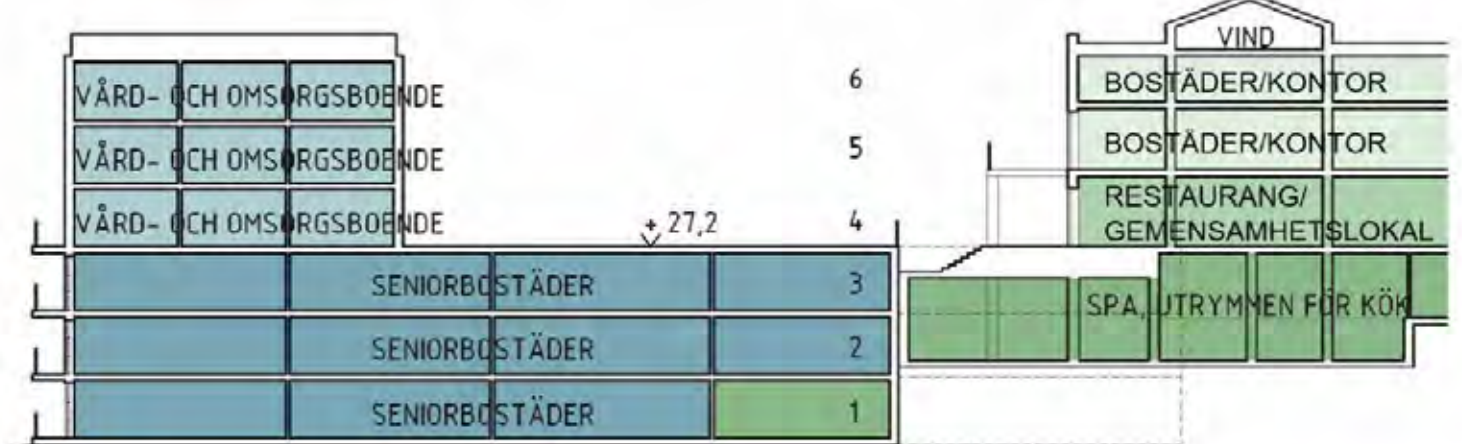 VIND
VÅRD- OCH OMSORGSBOENDE 6 BOSTÄDER/KONTOR
VÅRD- OCH OMSORGSBOENDE 5 BOSTÄDER/KONTOR
RESTAURANG/
VÅRD- OCH OMSORGSBOENDE + 27,2 4 GEMENSAMHETSLOKAL
SENIORBOSTÄDER 3
SPA, UTRYMMEN FÖR KÖK
SENIORBOSTÄDER 2
SENIORBOSTÄDER 1